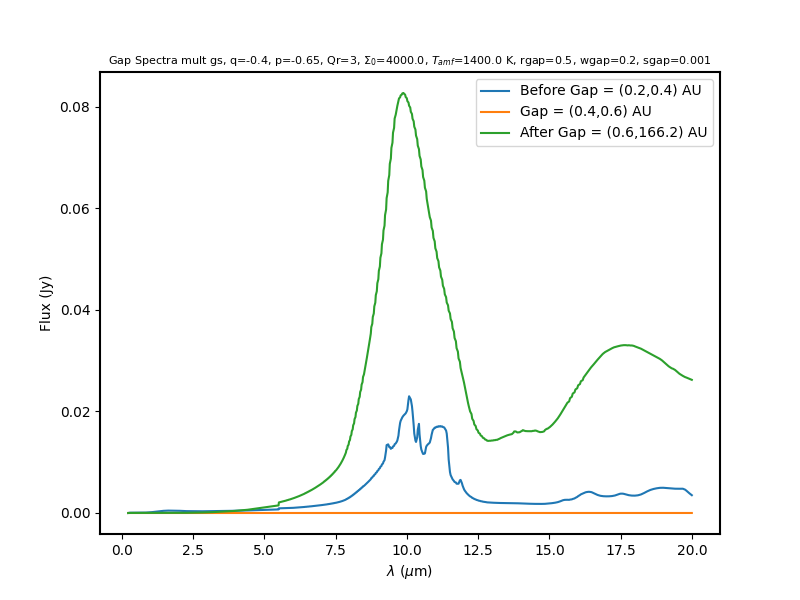 Gap Spectra mult gs, q=-0.4, p=-0.65, Qr=3, Σ₀=4000.0, T_amf=1400.0 K, rgap=0.5, wgap=0.2, sgap=0.001
Before Gap = (0.2,0.4) AU
Gap = (0.4,0.6) AU
After Gap = (0.6,166.2) AU
Flux (Jy)
0.08
0.06
0.04
0.02
0.00
0.0 2.5 5.0 7.5 10.0 12.5 15.0 17.5 20.0
λ (μm)